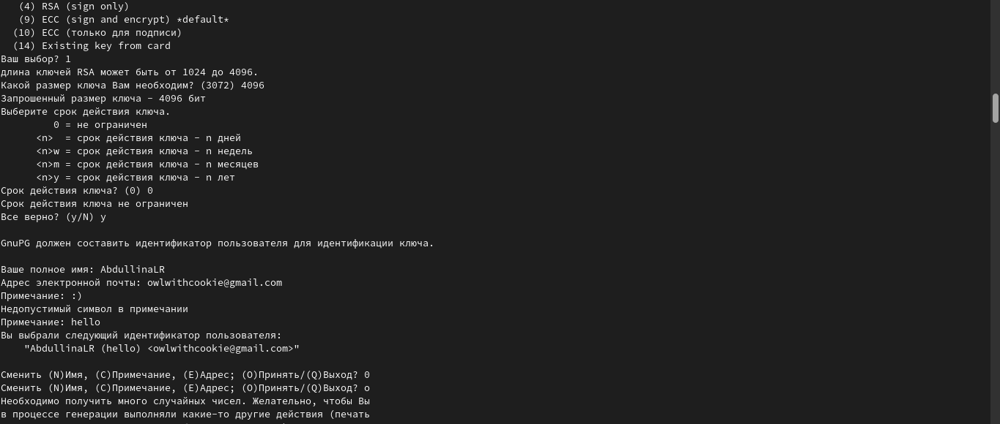 (4) RSA (sign only)
(9) ECC (sign and encrypt) *default*
(10) ECC (только для подписи)
(14) Existing key from card
Ваш выбор? 1
длина ключей RSA может быть от 1024 до 4096.
Какой размер ключа Вам необходим? (3072) 4096
Запрошенный размер ключа - 4096 бит
Выберите срок действия ключа.
0 = не ограничен
<n>  = срок действия ключа - n дней
<n>w = срок действия ключа - n недель
<n>m = срок действия ключа - n месяцев
<n>y = срок действия ключа - n лет
Срок действия ключа? (0) 0
Срок действия ключа не ограничен
Все верно? (y/N) y
GnuPG должен составить идентификатор пользователя для идентификации ключа.
Ваше полное имя: AbdullinaLR
Адрес электронной почты: owlwithcookie@gmail.com
Примечание: :)
Недопустимый символ в примечании
Примечание: hello
Вы выбрали следующий идентификатор пользователя:
"AbdullinaLR (hello) <owlwithcookie@gmail.com>"
Сменить (N)Имя, (C)Примечание, (E)Адрес; (O)Принять/(Q)Выход? 0
Сменить (N)Имя, (C)Примечание, (E)Адрес; (O)Принять/(Q)Выход? o
Необходимо получить много случайных чисел. Желательно, чтобы Вы
в процессе генерации выполняли какие-то другие действия (печать